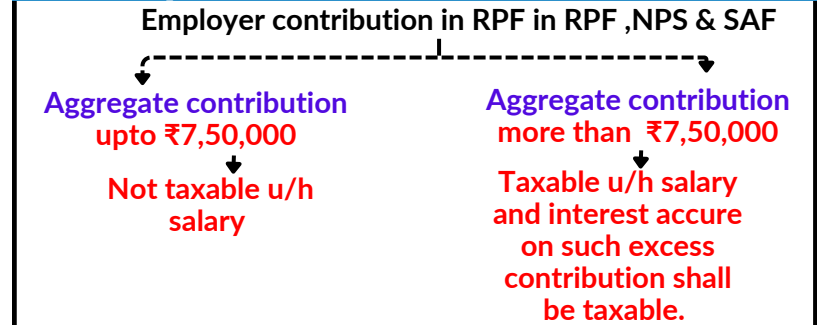 Employer contribution in RPF in RPF ,NPS & SAF
Aggregate contribution
upto ₹7,50,000
Not taxable u/h
salary
Aggregate contribution
more than ₹7,50,000
Taxable u/h salary
and interest accure
on such excess
contribution shall
be taxable.